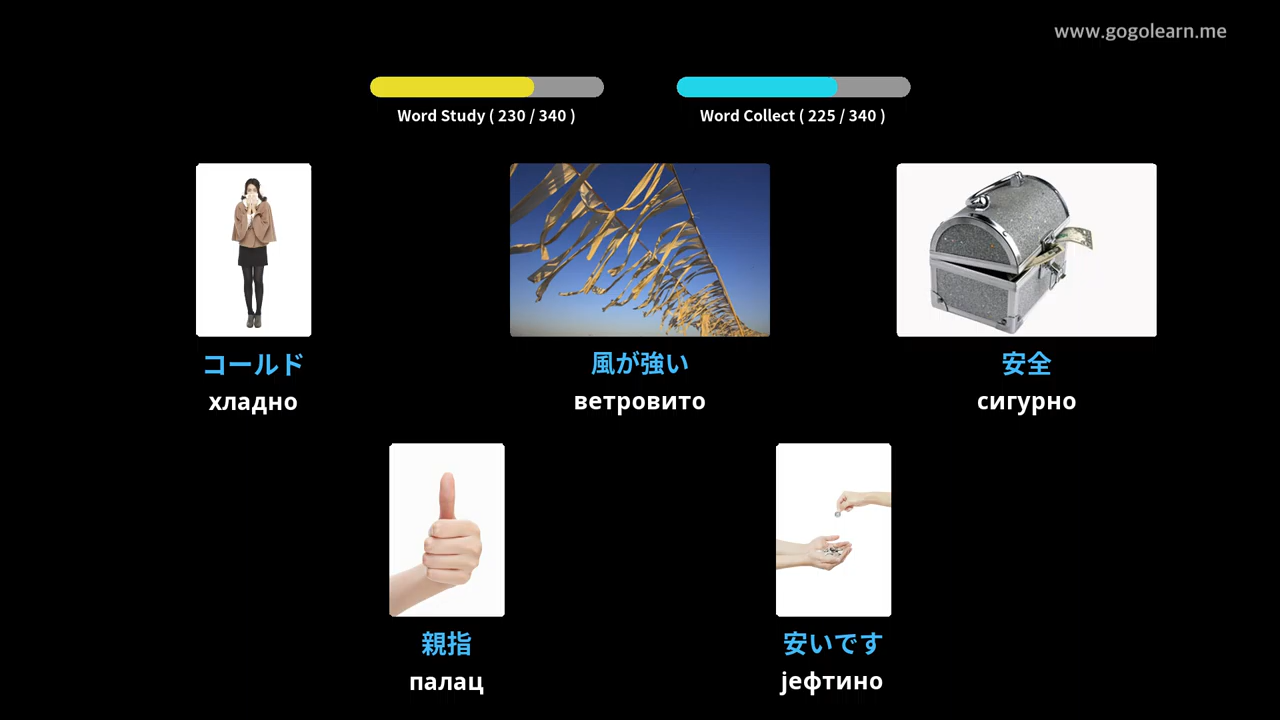 www.gogolearn.me
Word Study ( 230 / 340 )
Word Collect ( 225 / 340 )
コールド
хладно
風が強い
ветровито
安全
сигурно
親指
палац
安いです
јефтино